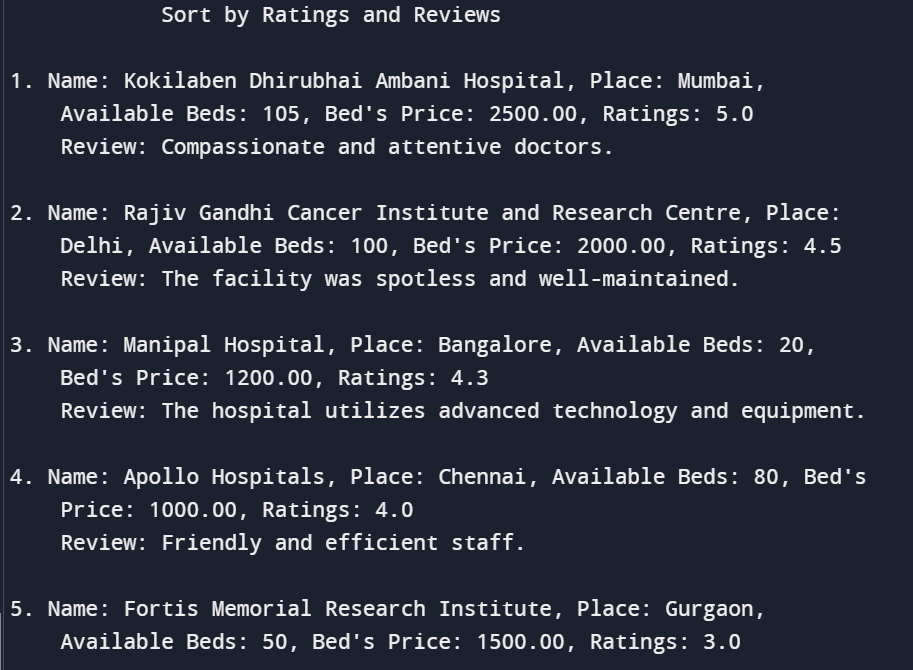 Sort by Ratings and Reviews
1. Name: Kokilaben Dhirubhai Ambani Hospital, Place: Mumbai,
Available Beds: 105, Bed's Price: 2500.00, Ratings: 5.0
Review: Compassionate and attentive doctors.
2. Name: Rajiv Gandhi Cancer Institute and Research Centre, Place:
Delhi, Available Beds: 100, Bed's Price: 2000.00, Ratings: 4.5
Review: The facility was spotless and well-maintained.
3. Name: Manipal Hospital, Place: Bangalore, Available Beds: 20,
Bed's Price: 1200.00, Ratings: 4.3
Review: The hospital utilizes advanced technology and equipment.
4. Name: Apollo Hospitals, Place: Chennai, Available Beds: 80, Bed's
Price: 1000.00, Ratings: 4.0
Review: Friendly and efficient staff.
5. Name: Fortis Memorial Research Institute, Place: Gurgaon,
Available Beds: 50, Bed's Price: 1500.00, Ratings: 3.0